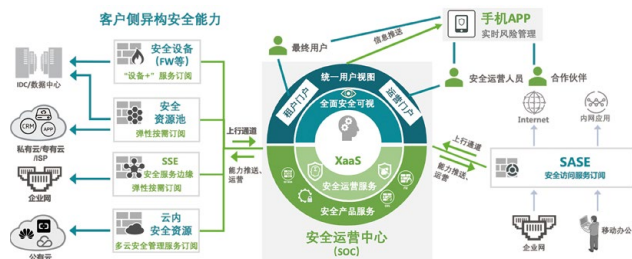 客户侧异构安全能力
IDC/数据中心
CRM
APP
私有云/专有云
/ISP
企业网
公有云
安全设备
(FW等)
“设备+”服务订阅
安全
资源池
弹性按需订阅
SSE
安全服务边缘
弹性按需订阅
云内
安全资源
多云安全管理服务订阅
上行通道
能力推送、
运营
最终用户
信息推送
统一用户视图
租户门户
运营门户
全面安全可视
XaaS
安全运营服务
安全产品服务
安全运营中心
(SOC)
手机APP
实时风险管理
安全运营人员
合作伙伴
Internet
内网应用
上行通道
能力推送、
运营
SASE
安全访问服务订阅
企业网
移动办公